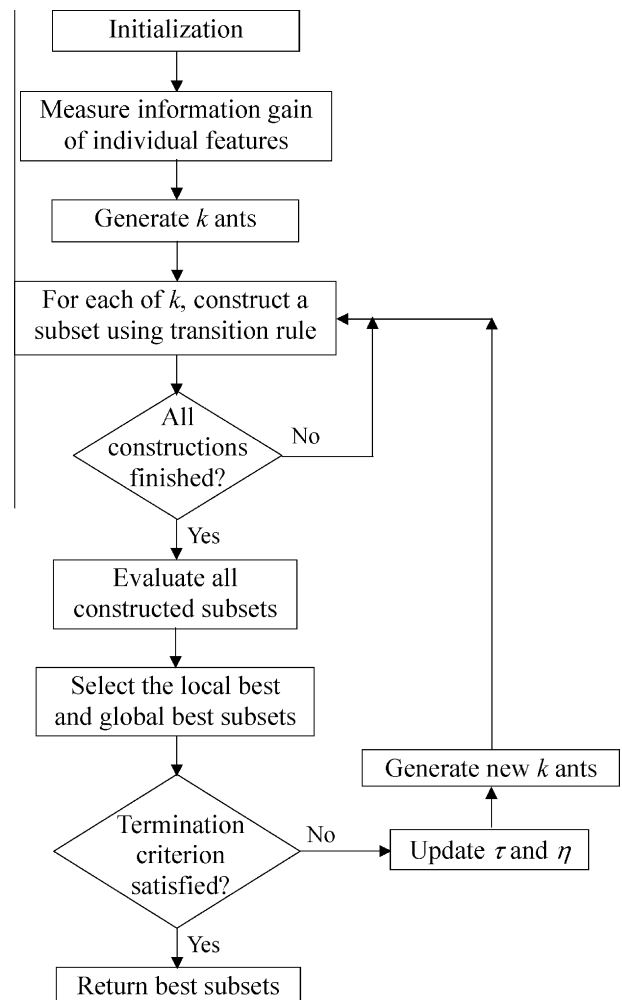 Initialization
Measure information gain
of individual features
Generate k ants
For each of k, construct a
subset using transition rule
All
constructions
finished?
No
Yes
Evaluate all
constructed subsets
Select the local best
and global best subsets
Termination
criterion
satisfied?
No
Update τ and η
Generate new k ants
Yes
Return best subsets